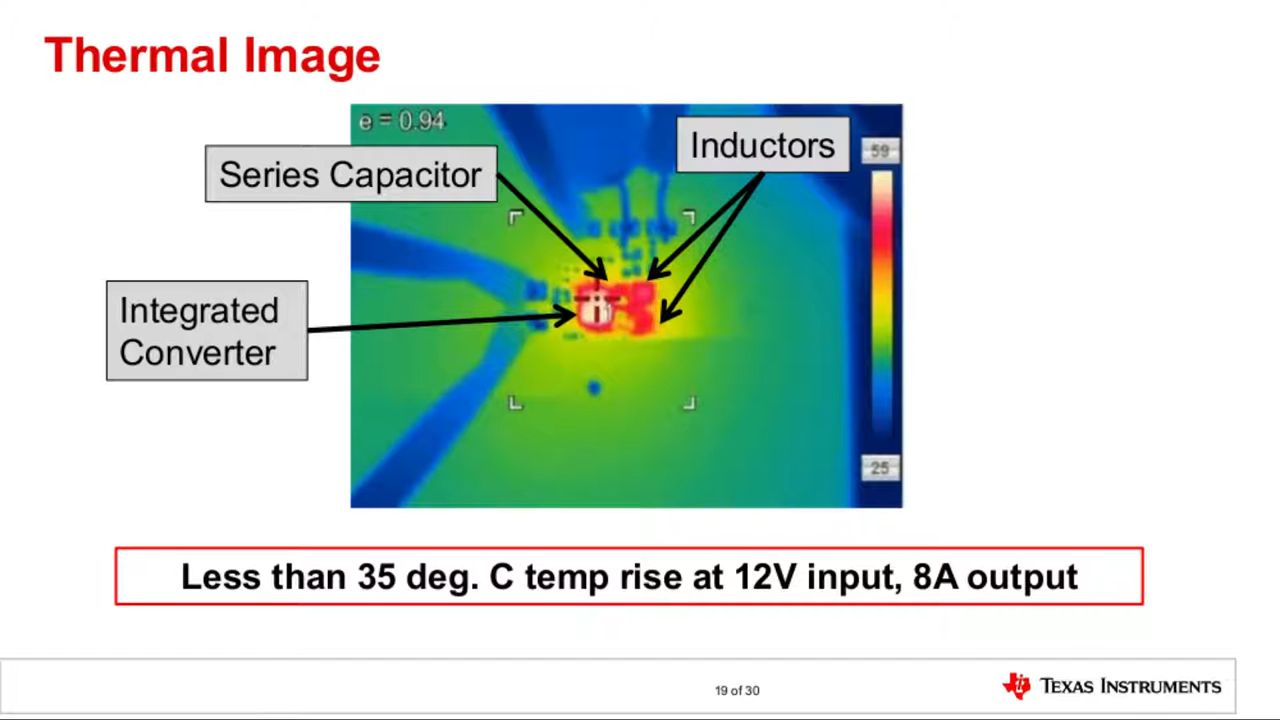 Thermal Image
e = 0.94
Inductors
59
Series Capacitor
Integrated
Converter
25
Less than 35 deg. C temp rise at 12V input, 8A output
19 of 30
TEXAS INSTRUMENTS